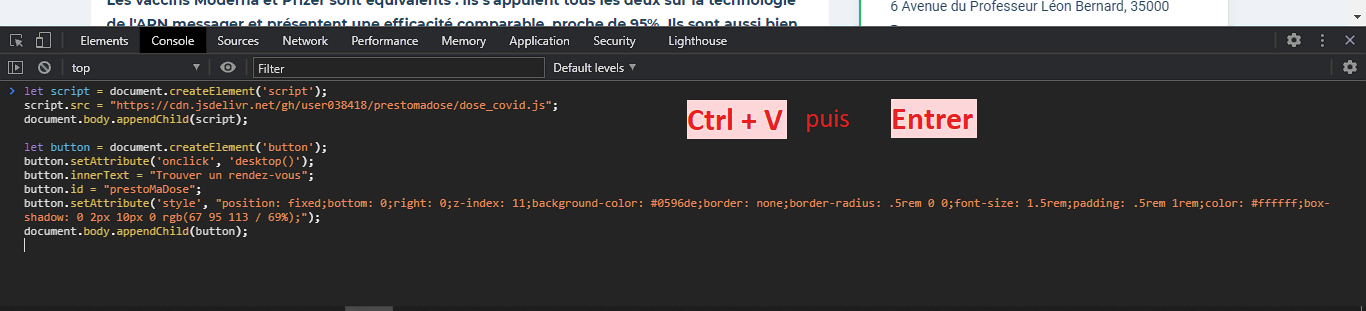 Les vaccins Moderna et Pfizer sont équivalents : ils s'appuient tous les deux sur la technologie
de l'ARN messager et présentent une efficacité comparable, proche de 95%. Ils sont aussi bien
6 Avenue du Professeur Léon Bernard, 35000
Elements Console Sources Network Performance Memory Application Security Lighthouse
top Filter Default levels
let script = document.createElement('script');
script.src = "https://cdn.jsdelivr.net/gh/user038418/prestomadose/dose_covid.js";
document.body.appendChild(script);
Ctrl + V puis Entrer
let button = document.createElement('button');
button.setAttribute('onclick', 'desktop()');
button.innerText = "Trouver un rendez-vous";
button.id = "prestoMaDose";
button.setAttribute('style', "position: fixed;bottom: 0;right: 0;z-index: 11;background-color: #0596de;border: none;border-radius: .5rem 0 0;font-size: 1.5rem;padding: .5rem 1rem;color: #ffffff;box-
shadow: 0 2px 10px 0 rgb(67 95 113 / 69%);");
document.body.appendChild(button);